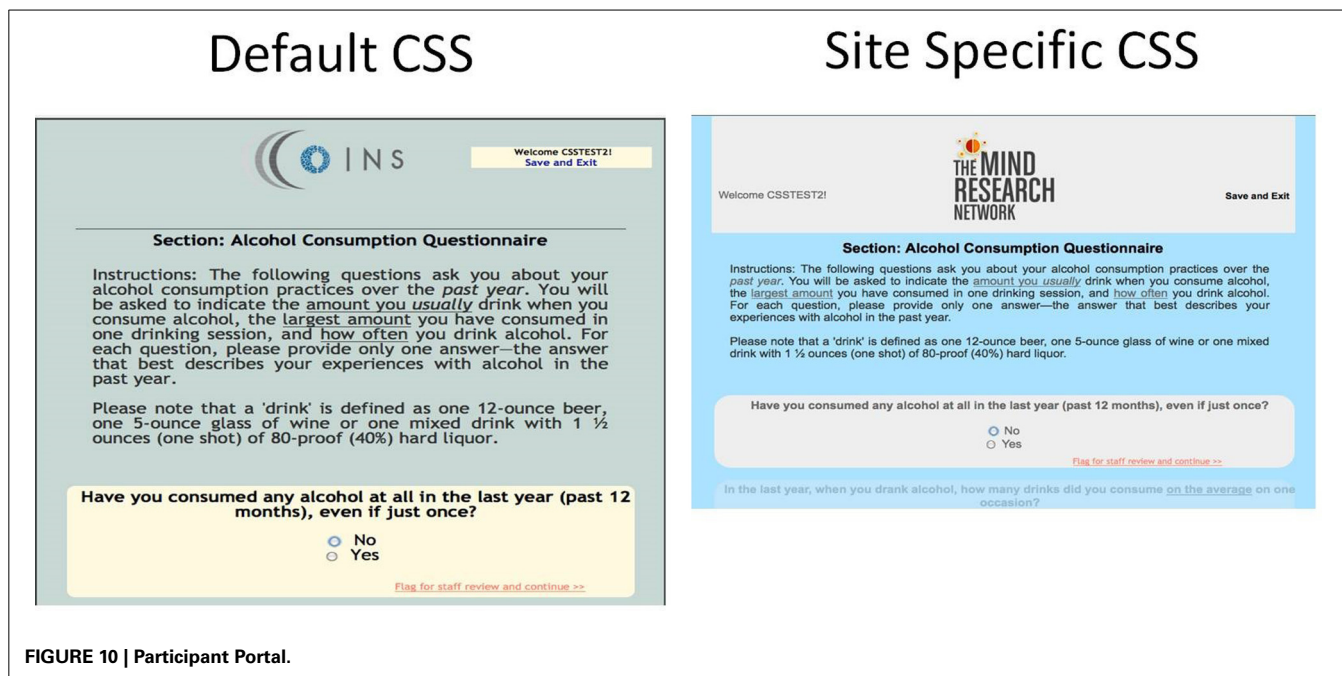 Default CSS
COINS
Welcome CSSTEST2!
Save and Exit
Section: Alcohol Consumption Questionnaire
Instructions: The following questions ask you about your
alcohol consumption practices over the past year. You will
be asked to indicate the amount you usually drink when you
consume alcohol, the largest amount you have consumed in
one drinking session, and how often you drink alcohol. For
each question, please provide only one answer—the answer
that best describes your experiences with alcohol in the
past year.
Please note that a 'drink' is defined as one 12-ounce beer,
one 5-ounce glass of wine or one mixed drink with 1 ½
ounces (one shot) of 80-proof (40%) hard liquor.
Have you consumed any alcohol at all in the last year (past 12
months), even if just once?
No
Yes
Flag for staff review and continue >>
Site Specific CSS
Welcome CSSTEST2!
THE MIND
RESEARCH
NETWORK
Save and Exit
Section: Alcohol Consumption Questionnaire
Instructions: The following questions ask you about your alcohol consumption practices over the
past year. You will be asked to indicate the amount you usually drink when you consume alcohol,
the largest amount you have consumed in one drinking session, and how often you drink alcohol.
For each question, please provide only one answer—the answer that best describes your
experiences with alcohol in the past year.
Please note that a 'drink' is defined as one 12-ounce beer, one 5-ounce glass of wine or one mixed
drink with 1 ½ ounces (one shot) of 80-proof (40%) hard liquor.
Have you consumed any alcohol at all in the last year (past 12 months), even if just once?
No
Yes
Flag for staff review and continue >>
In the last year, when you drank alcohol, how many drinks did you consume on the average on one
occasion?
FIGURE 10 | Participant Portal.